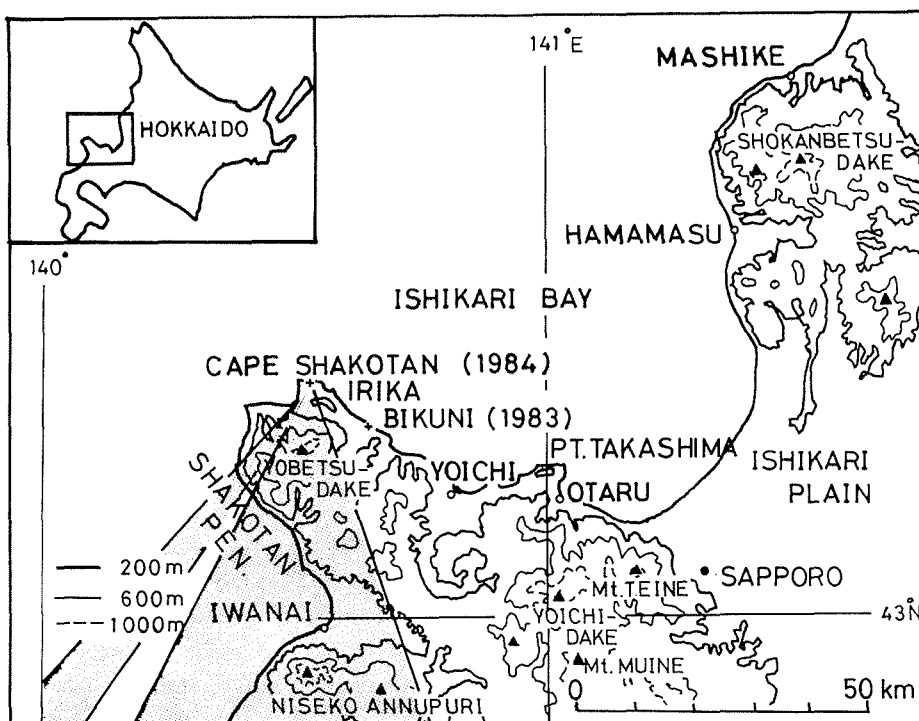 HOKKAIDO
141°E
MASHIKE
SHOKANBETSU-
DAKE
HAMAMASU
140°
ISHIKARI BAY
CAPE SHAKOTAN (1984)
IRIKA
BIKUNI (1983)
PT. TAKASHIMA
ISHIKARI
PLAIN
YOBETSU-
DAKE
YOICHI
OTARU
SHAKOTAN
PEN.
200m
600m
1000m
SAPPORO
Mt. TEINE
IWANAI
43°N
YOICHI-
DAKE
Mt. MUINE
NISEKO ANNUPURI
0 50 km